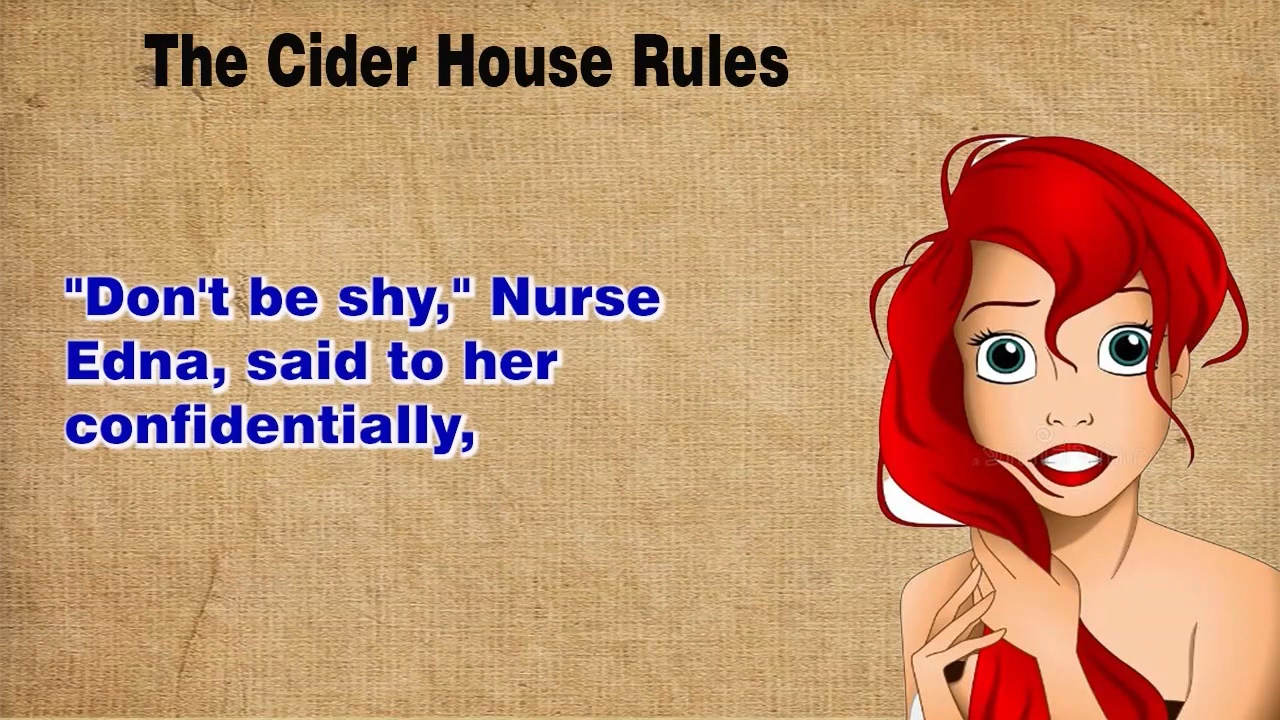 The Cider House Rules
"Don't be shy," Nurse
Edna, said to her
confidentially,